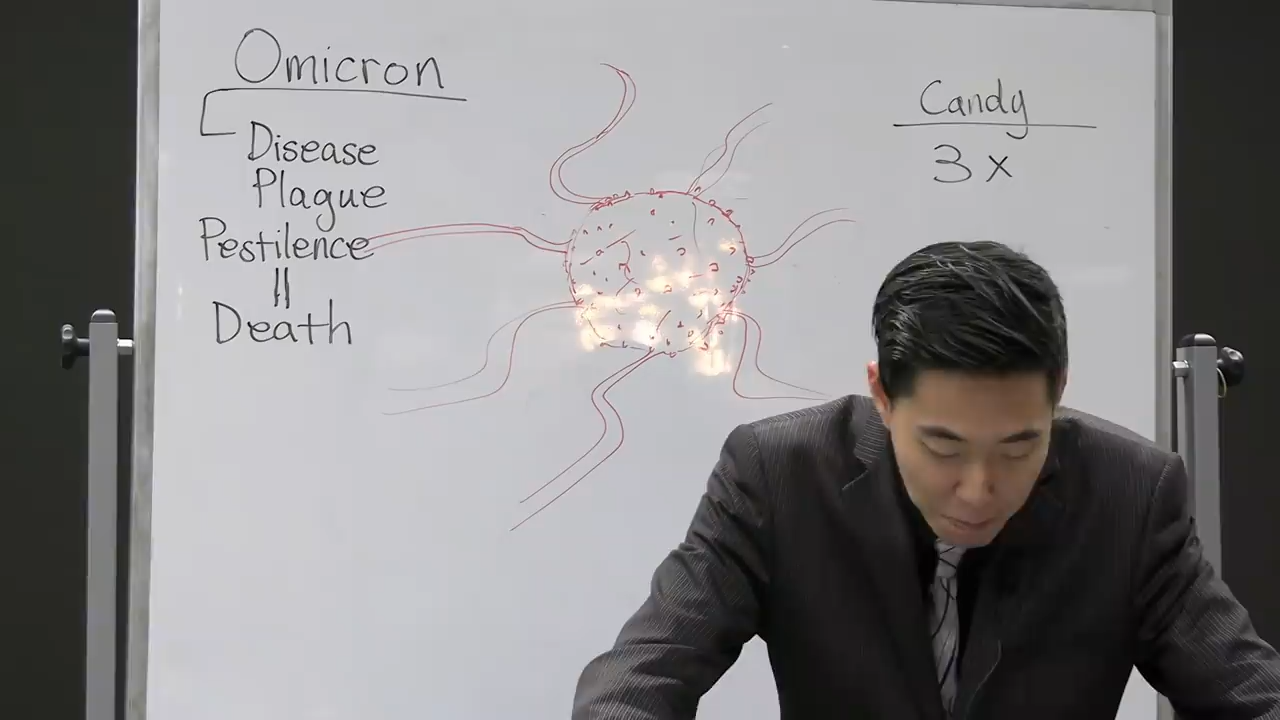 Omicron
Disease
Plague
Pestilence
||
Death
Candy
3 x